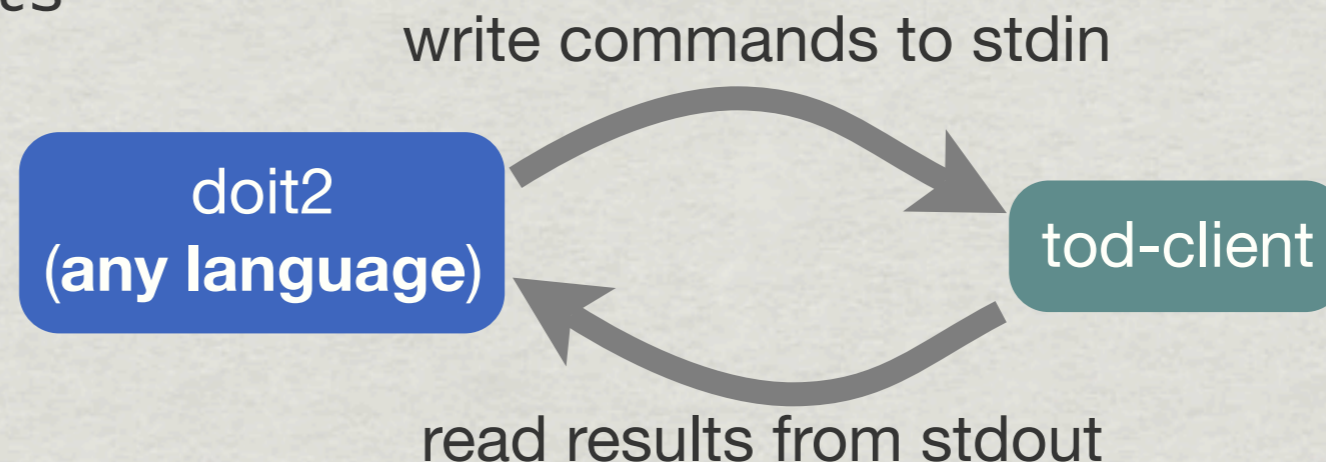 write commands to stdin
doit2
(any language)
tod-client
read results from stdout